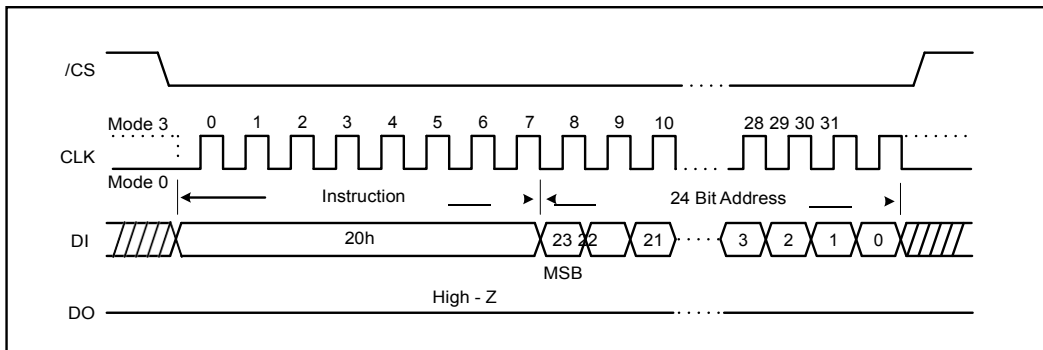 /CS
Mode 3 0 1 2 3 4 5 6 7 8 9 10 28 29 30 31
CLK
Mode 0
Instruction 24 Bit Address
DI 20h 23 22 21 3 2 1 0
MSB
High - Z
DO